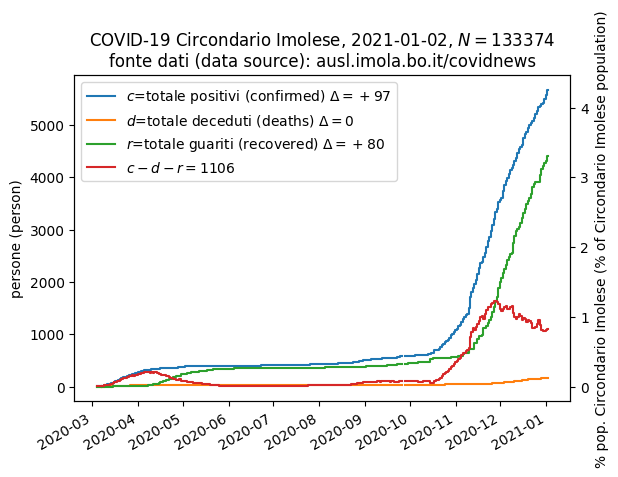 COVID-19 Circondario Imolese, 2021-01-02, N = 133374
fonte dati (data source): ausl.imola.bo.it/covidnews
c=totale positivi (confirmed) Δ = +97
d=totale deceduti (deaths) Δ = 0
r=totale guariti (recovered) Δ = +80
c − d − r = 1106
persone (person)
5000
4000
3000
2000
1000
0
4
3
2
1
0
% pop. Circondario Imolese (% of Circondario Imolese population)
2020-03
2020-04
2020-05
2020-06
2020-07
2020-08
2020-09
2020-10
2020-11
2020-12
2021-01